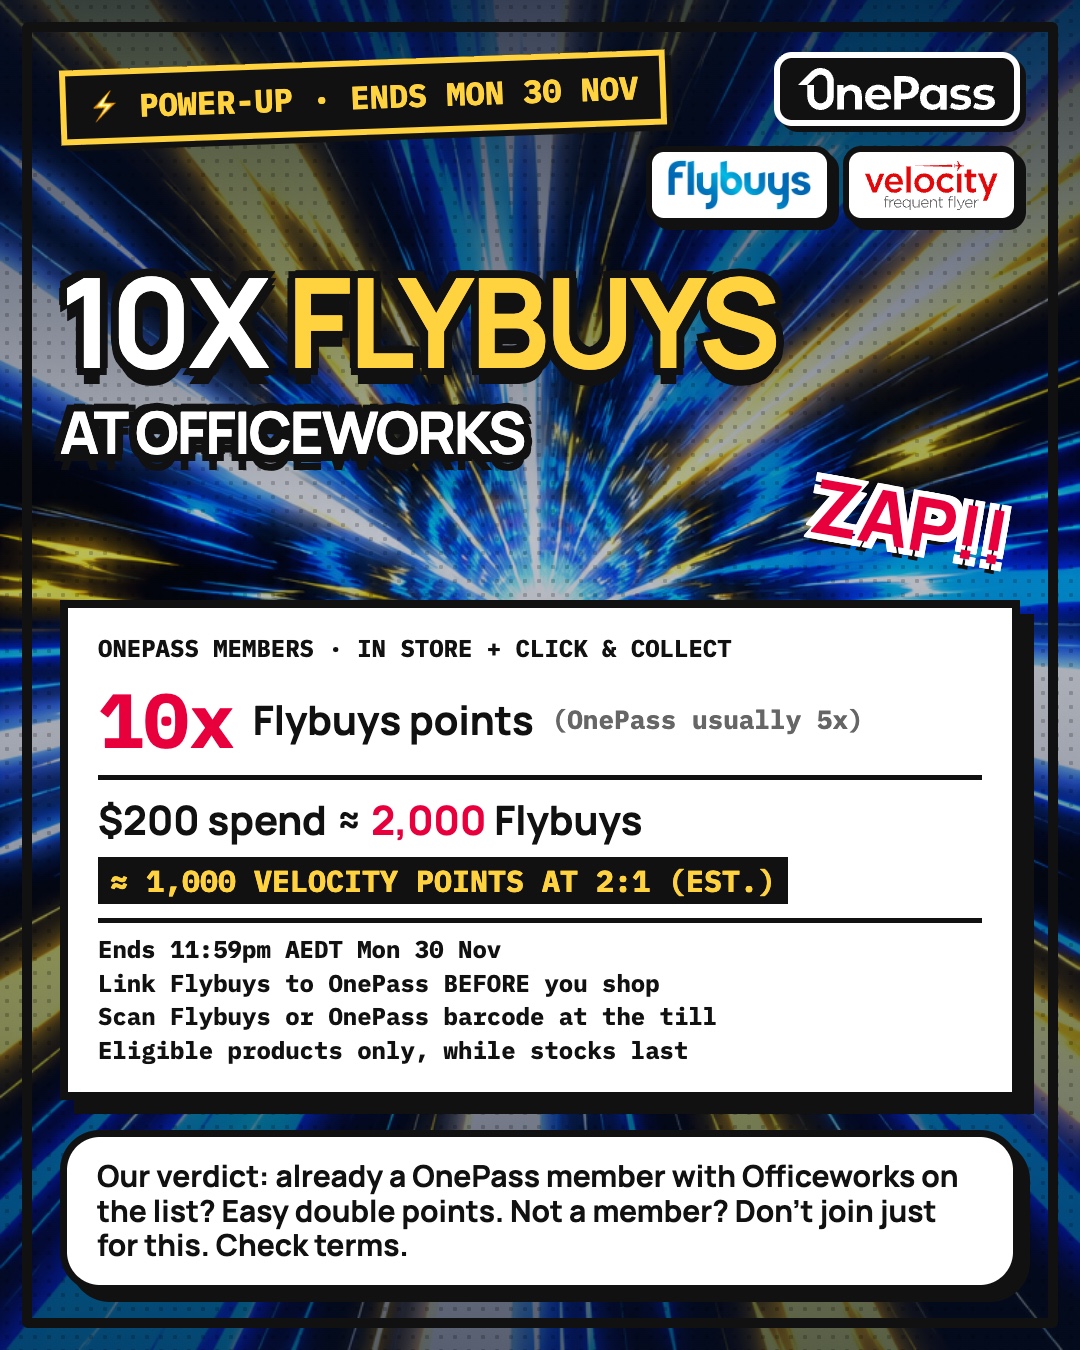 ⚡ POWER-UP · ENDS MON 30 NOV
OnePass
flybuys
velocity
frequent flyer
10X FLYBUYS
AT OFFICEWORKS
ZAP!!
ONEPASS MEMBERS · IN STORE + CLICK & COLLECT
10x Flybuys points (OnePass usually 5x)
$200 spend ≈ 2,000 Flybuys
≈ 1,000 VELOCITY POINTS AT 2:1 (EST.)
Ends 11:59pm AEDT Mon 30 Nov
Link Flybuys to OnePass BEFORE you shop
Scan Flybuys or OnePass barcode at the till
Eligible products only, while stocks last
Our verdict: already a OnePass member with Officeworks on
the list? Easy double points. Not a member? Don't join just
for this. Check terms.